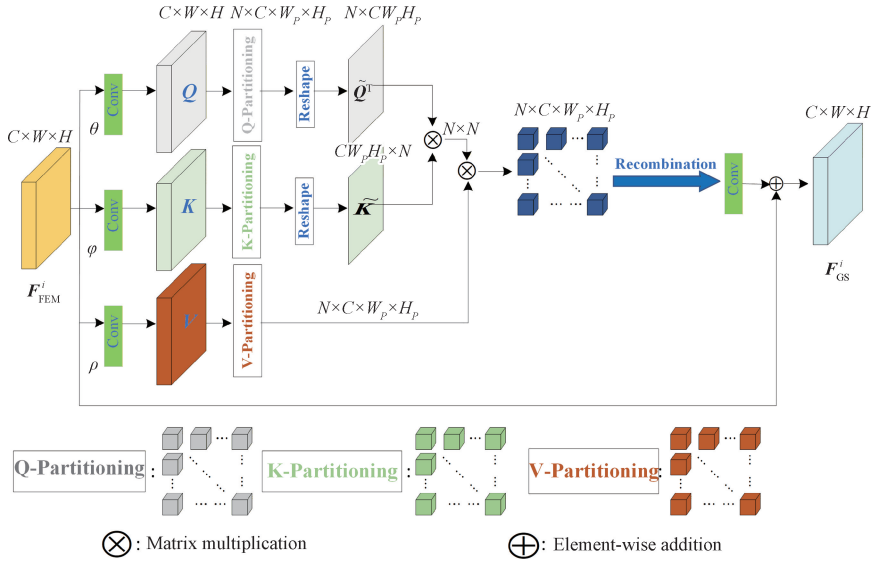 C×W×H
N×C×W_P×H_P
N×CW_PH_P
Conv
θ
Q
Q-Partitioning
Reshape
Q̃^T
N×N
N×C×W_P×H_P
C×W×H
C×W×H
CW_PH_P×N
Recombination
Conv
Conv
φ
K
K-Partitioning
Reshape
K̃
F^i_FEM
F^i_GS
Conv
ρ
V
V-Partitioning
N×C×W_P×H_P
Q-Partitioning :
K-Partitioning :
V-Partitioning :
⊗: Matrix multiplication
⊕: Element-wise addition